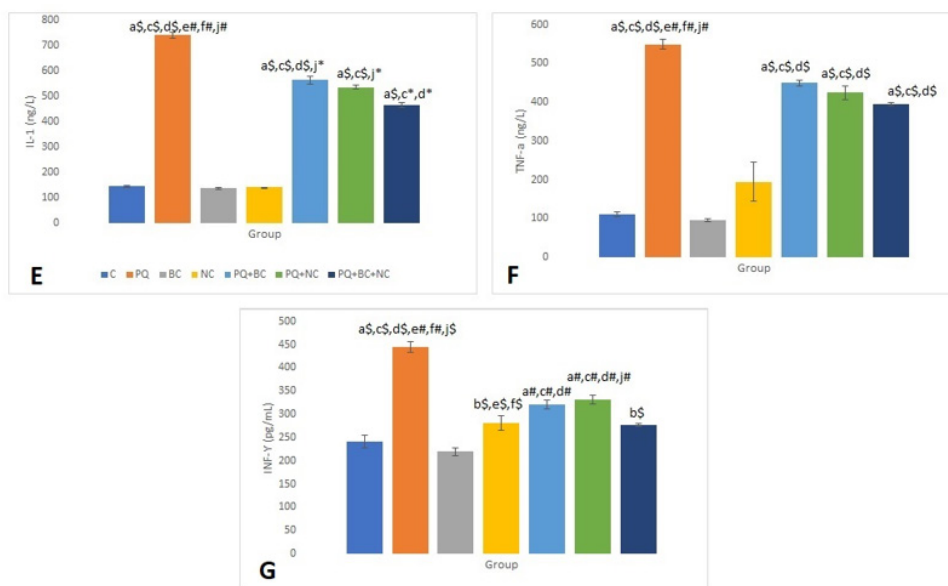 800
700
600
500
400
300
200
100
0
IL-1 (ng/L)
a$,c$,d$,e#,f#,j#
a$,c$,d$,j*
a$,c$,j*
a$,c*,d*
Group
C PQ BC NC PQ+BC PQ+NC PQ+BC+NC
E
600
500
400
300
200
100
0
TNF-a (ng/L)
a$,c$,d$,e#,f#,j#
a$,c$,d$
a$,c$,d$
a$,c$,d$
Group
F
500
450
400
350
300
250
200
150
100
50
0
INF-Y (pg/mL)
a$,c$,d$,e#,f#,j$
b$,e$,f$
a#,c#,d#
a#,c#,d#,j#
b$
Group
G